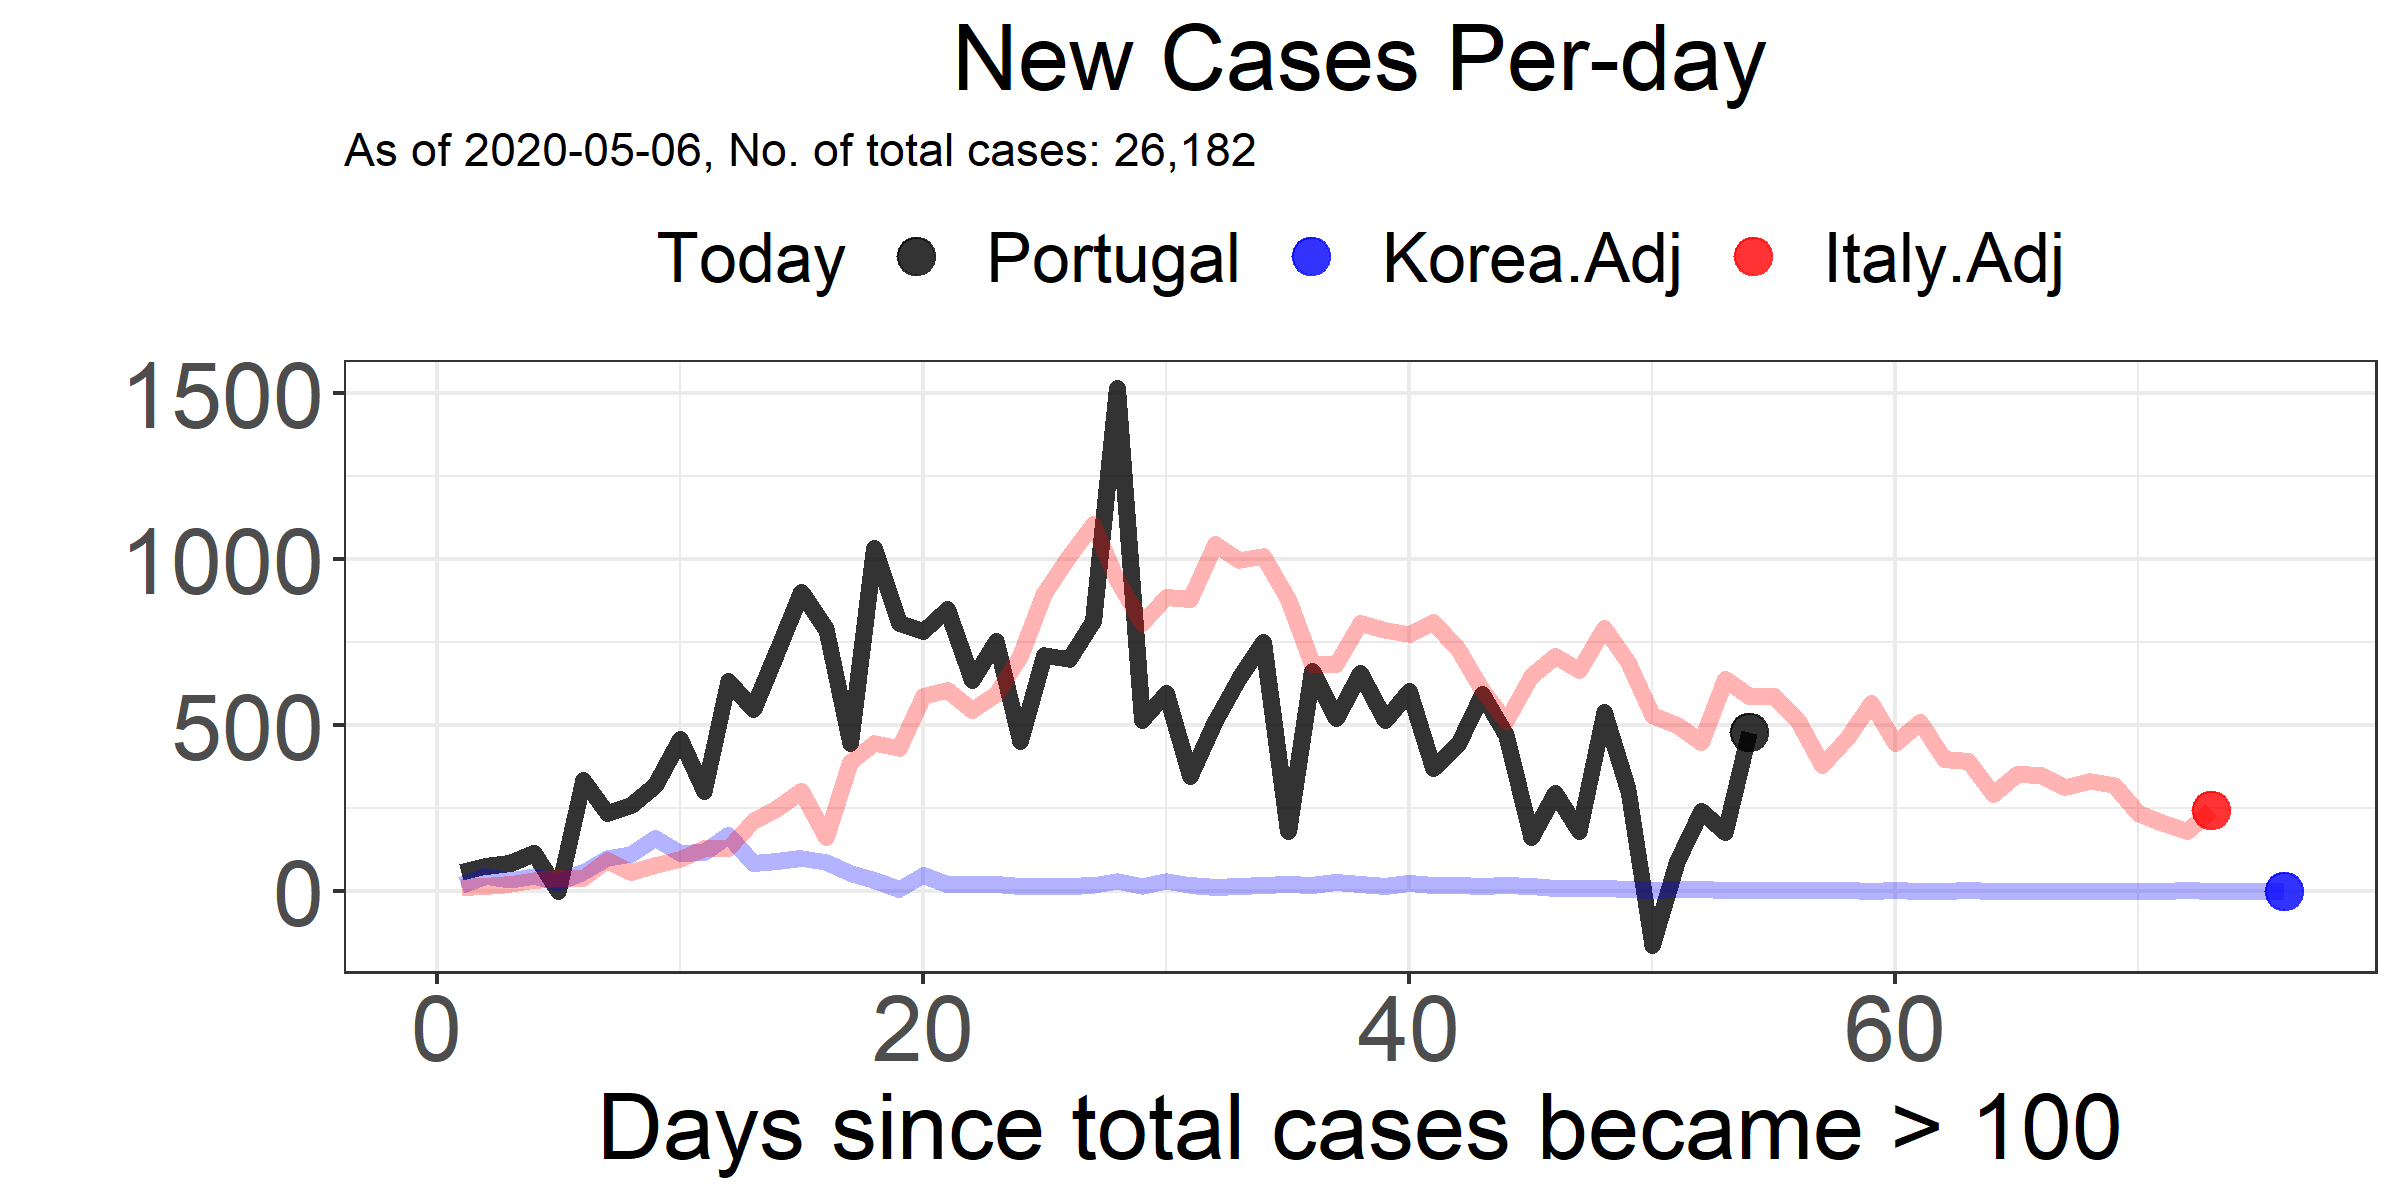 New Cases Per-day
As of 2020-05-06, No. of total cases: 26,182
Today Portugal Korea.Adj Italy.Adj
1500
1000
500
0
0 20 40 60
Days since total cases became > 100